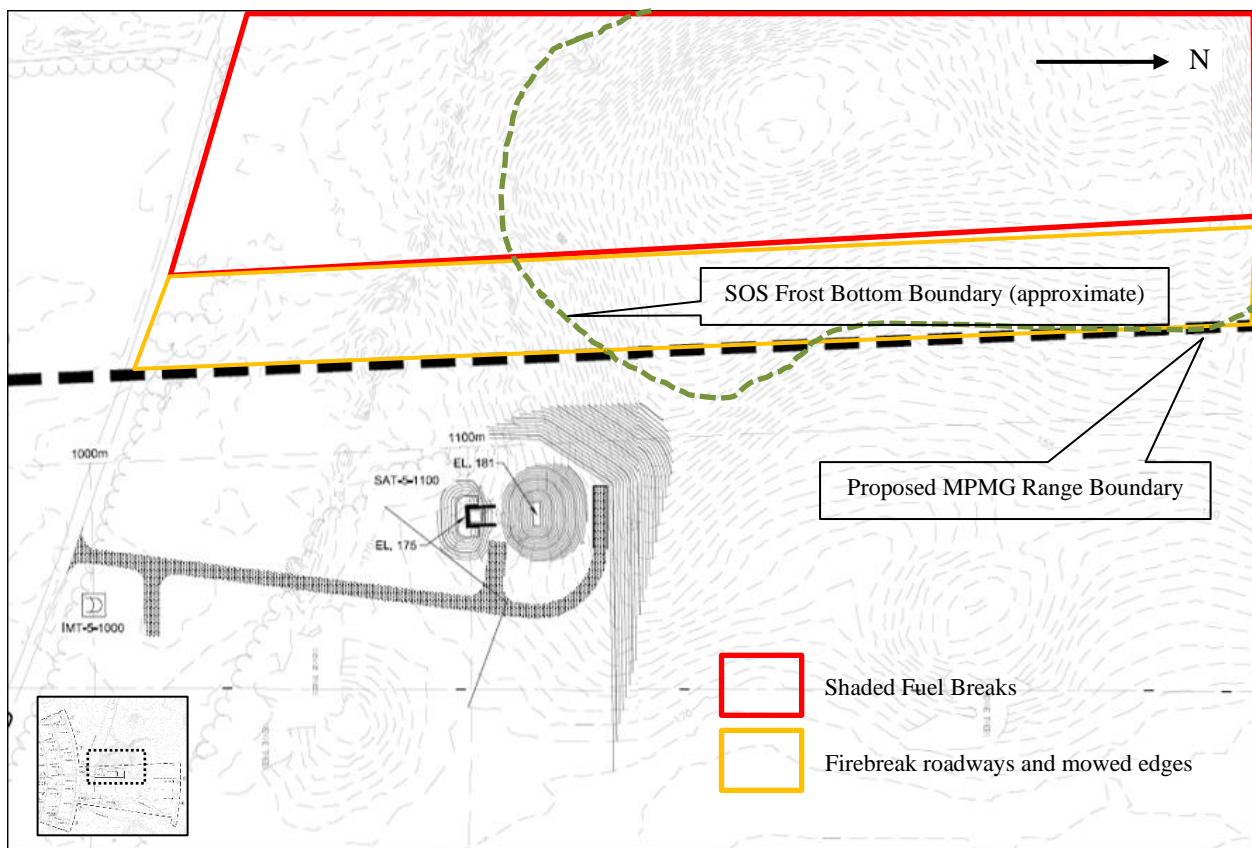 N
SOS Frost Bottom Boundary (approximate)
1100m
1000m
EL. 181
SAT-5-1100
Proposed MPMG Range Boundary
EL. 175
IMT-5-1000
Shaded Fuel Breaks
Firebreak roadways and mowed edges